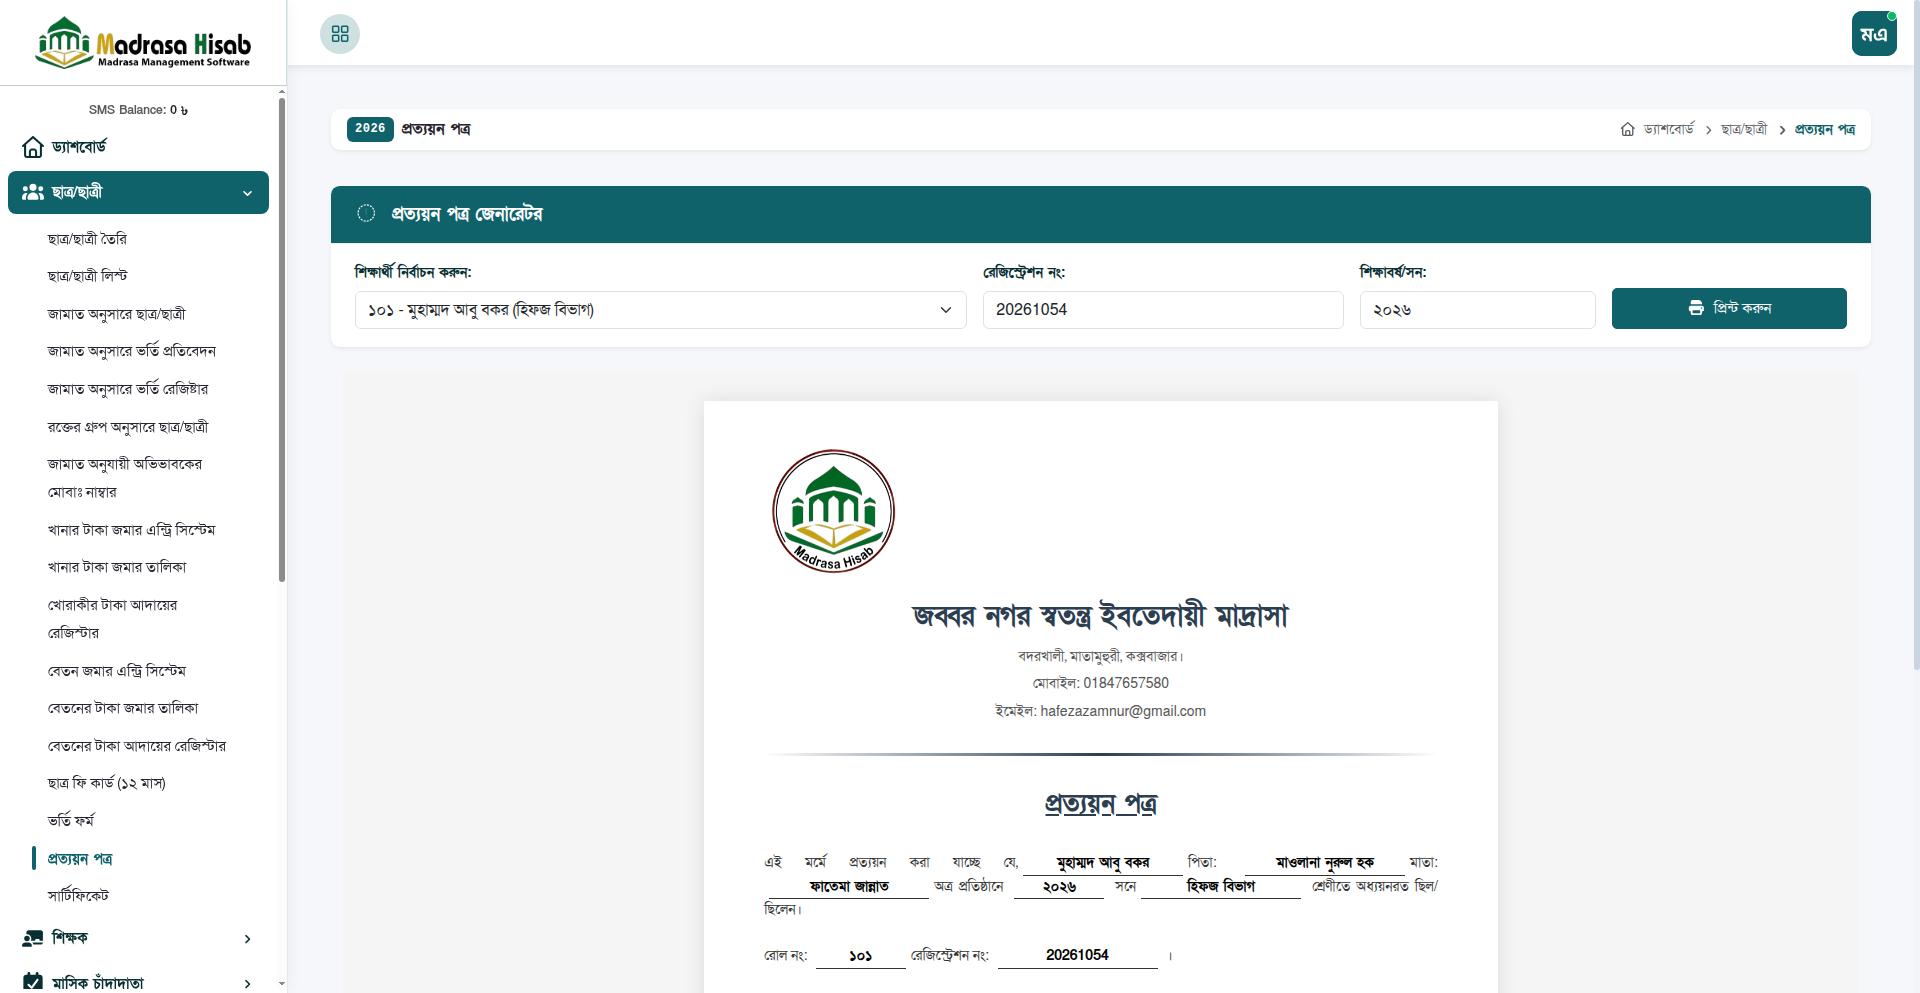 Madrasa Hisab
Madrasa Management Software
SMS Balance: 0 ৳
ড্যাশবোর্ড
ছাত্র/ছাত্রী
ছাত্র/ছাত্রী তৈরি
ছাত্র/ছাত্রী লিস্ট
জামাত অনুসারে ছাত্র/ছাত্রী
জামাত অনুসারে ভর্তি প্রতিবেদন
জামাত অনুসারে ভর্তি রেজিষ্টার
রক্তের গ্রুপ অনুসারে ছাত্র/ছাত্রী
জামাত অনুযায়ী অভিভাবকের
মোবাঃ নাম্বার
খানার টাকা জমার এন্ট্রি সিস্টেম
খানার টাকা জমার তালিকা
খোরাকীর টাকা আদায়ের
রেজিস্টার
বেতন জমার এন্ট্রি সিস্টেম
বেতনের টাকা জমার তালিকা
বেতনের টাকা আদায়ের রেজিস্টার
ছাত্র ফি কার্ড (১২ মাস)
ভর্তি ফর্ম
প্রত্যয়ন পত্র
সার্টিফিকেট
শিক্ষক
মাসিক চাঁদাদাতা
মএ
2026 প্রত্যয়ন পত্র
ড্যাশবোর্ড > ছাত্র/ছাত্রী > প্রত্যয়ন পত্র
প্রত্যয়ন পত্র জেনারেটর
শিক্ষার্থী নির্বাচন করুন: রেজিস্ট্রেশন নং: শিক্ষাবর্ষ/সন:
১০১ - মুহাম্মদ আবু বকর (হিফজ বিভাগ) 20261054 ২০২৬ প্রিন্ট করুন
Madrasa Hisab
জব্বর নগর স্বতন্ত্র ইবতেদায়ী মাদ্রাসা
বদরখালী, মাতামুহুরী, কক্সবাজার।
মোবাইল: 01847657580
ইমেইল: hafezazamnur@gmail.com
প্রত্যয়ন পত্র
এই মর্মে প্রত্যয়ন করা যাচ্ছে যে, মুহাম্মদ আবু বকর পিতা: মাওলানা নুরুল হক মাতা:
ফাতেমা জান্নাত অত্র প্রতিষ্ঠানে ২০২৬ সনে হিফজ বিভাগ শ্রেণীতে অধ্যয়নরত ছিল/
ছিলেন।
রোল নং: ১০১ রেজিস্ট্রেশন নং: 20261054 ।